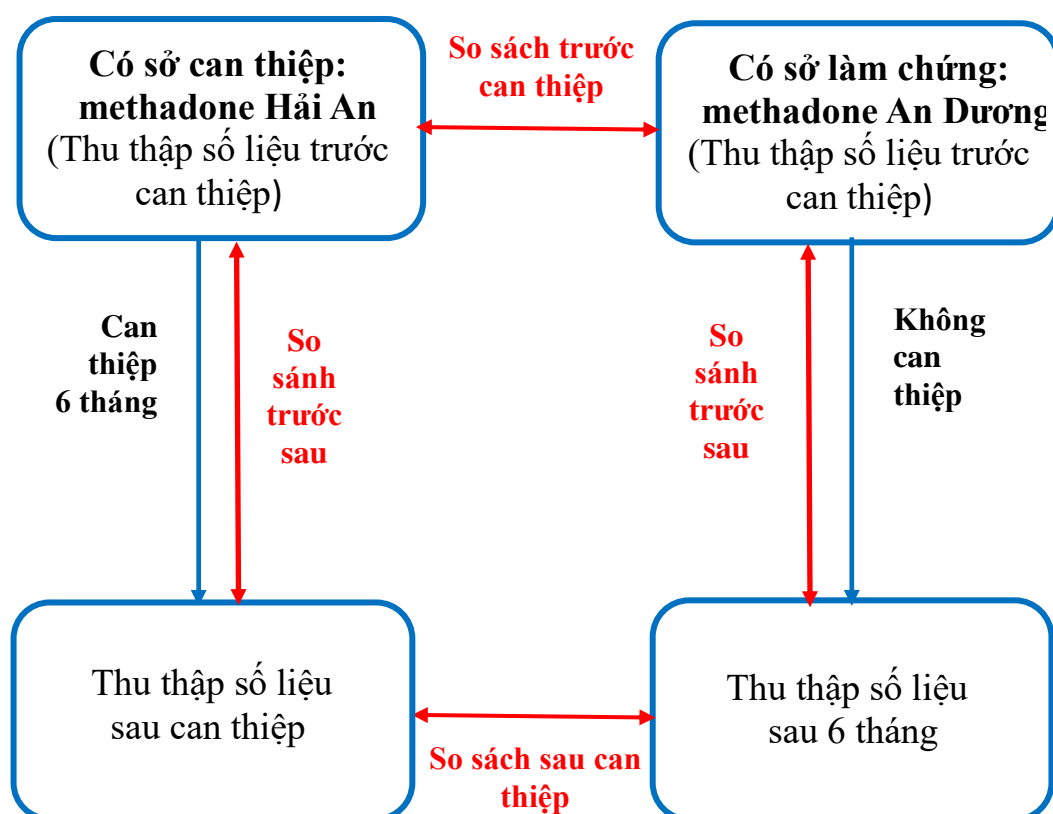 Có sở can thiệp:
methadone Hải An
(Thu thập số liệu trước
can thiệp)
So sách trước
can thiệp
Có sở làm chứng:
methadone An Dương
(Thu thập số liệu trước
can thiệp)
Can
thiệp
6 tháng
So
sánh
trước
sau
So
sánh
trước
sau
Không
can
thiệp
Thu thập số liệu
sau can thiệp
So sách sau can
thiệp
Thu thập số liệu
sau 6 tháng